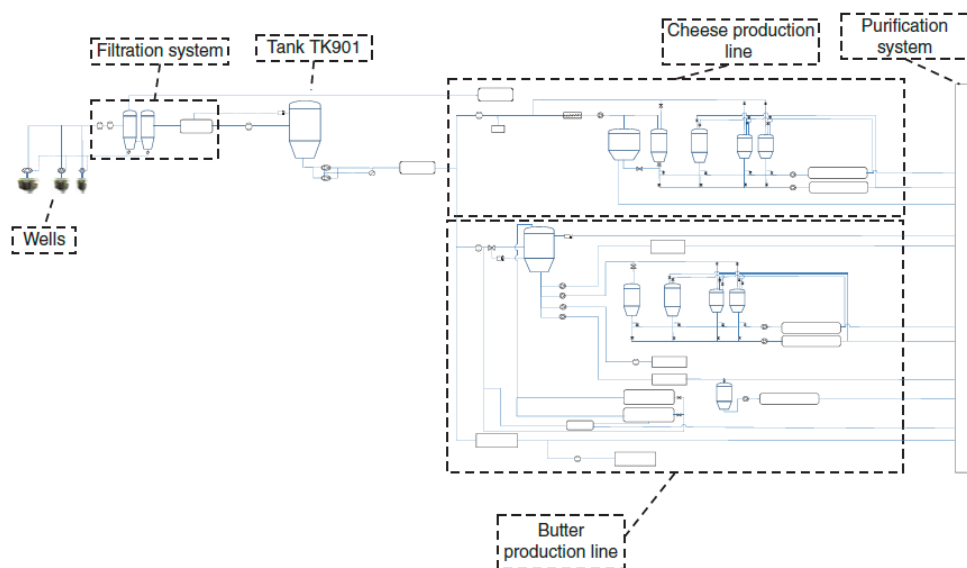 Filtration system
Tank TK901
Cheese production
line
Purification
system
Wells
Butter
production line